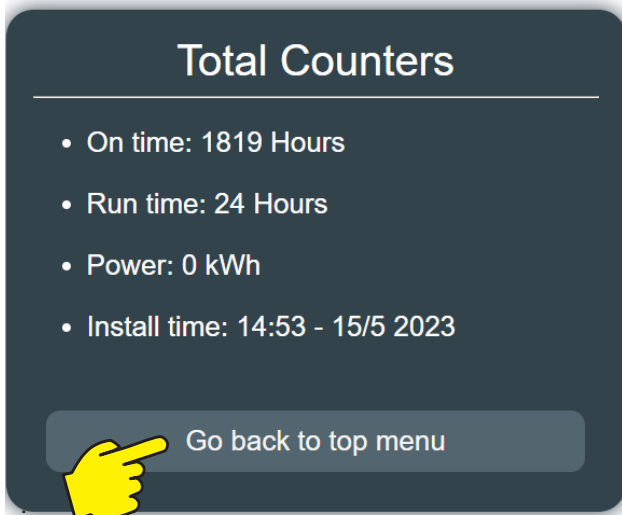 Total Counters
• On time: 1819 Hours
• Run time: 24 Hours
• Power: 0 kWh
• Install time: 14:53 - 15/5 2023
Go back to top menu